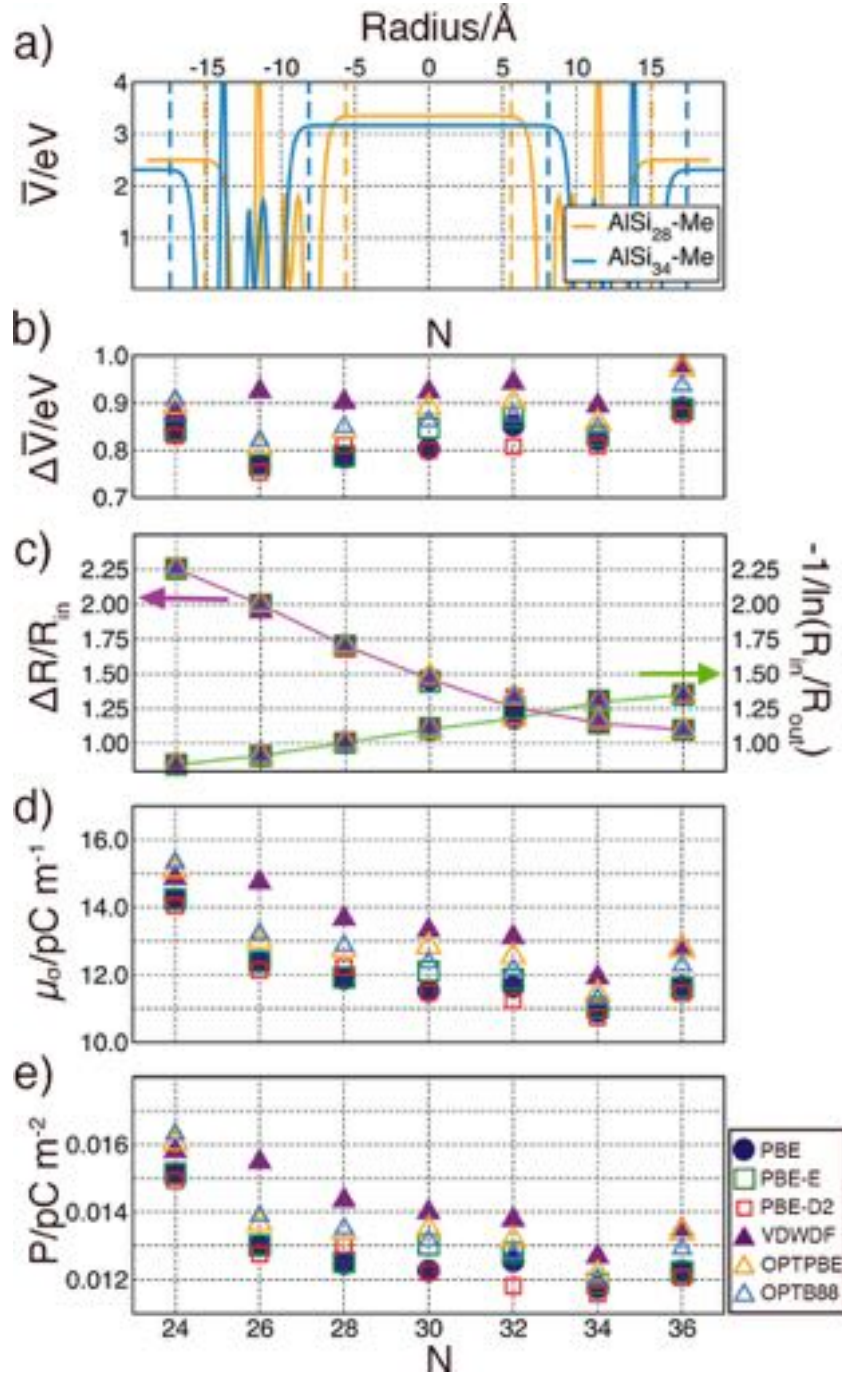 a)
Radius/Å
-15 -10 -5 0 5 10 15
V̅/eV
4
3
2
1
AlSi₂₈-Me
AlSi₃₄-Me
b)
N
ΔV̅/eV
1.0
0.9
0.8
0.7
c)
ΔR/Rᵢₙ
2.25
2.00
1.75
1.50
1.25
1.00
2.25
2.00
1.75
1.50
1.25
1.00
-1/ln(Rᵢₙ/Rₒᵤₜ)
d)
μₒ/pC m⁻¹
16.0
14.0
12.0
10.0
e)
P/pC m⁻²
0.016
0.014
0.012
PBE
PBE-E
PBE-D2
VDWDF
OPTPBE
OPTB88
24 26 28 30 32 34 36
N